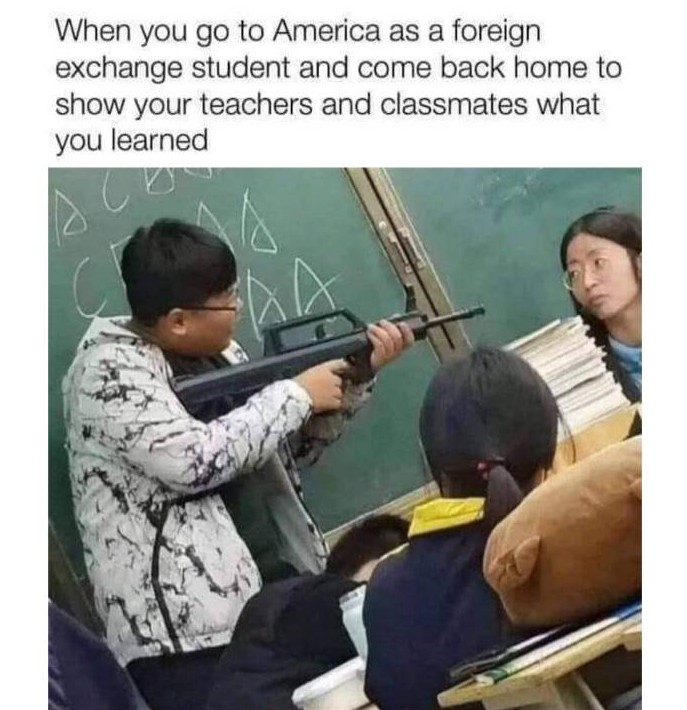 When you go to America as a foreign
exchange student and come back home to
show your teachers and classmates what
you learned